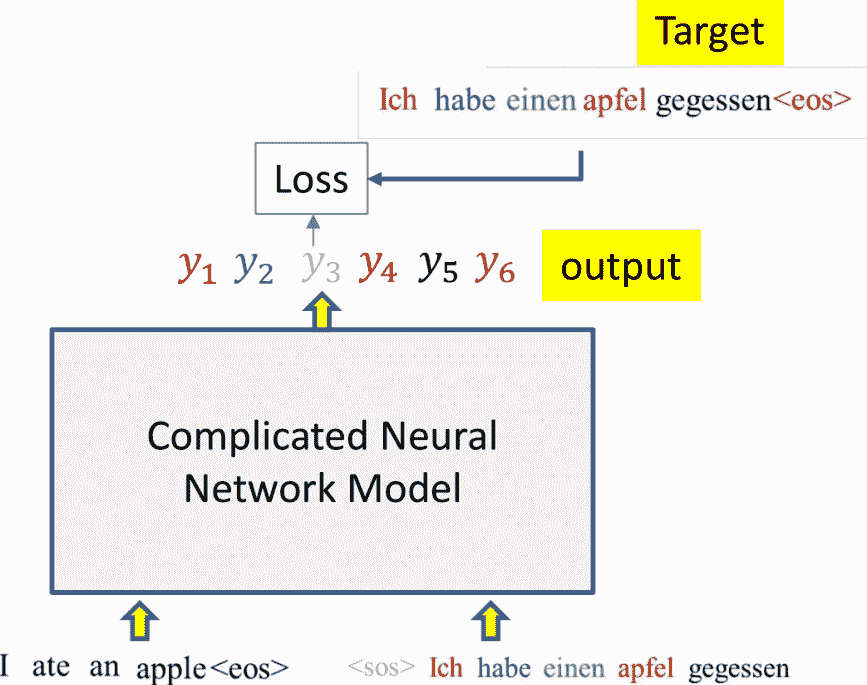 Target
Ich habe einen apfel gegessen<eos>
Loss
y1 y2 y3 y4 y5 y6 output
Complicated Neural
Network Model
I ate an apple<eos> <sos> Ich habe einen apfel gegessen